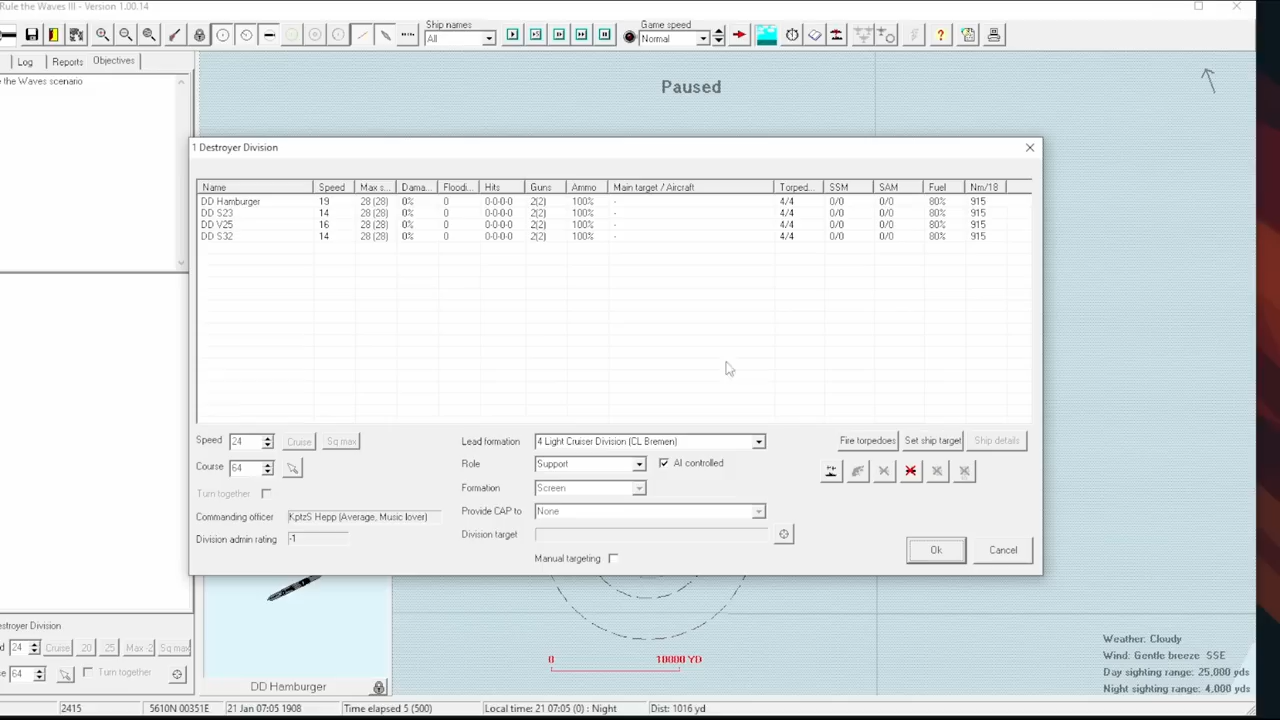 Rule the Waves III - Version 1.00.14
Ship names
All
Game speed
Normal
Log
Reports
Objectives
the Waves scenario
Paused
1 Destroyer Division
Name Speed Max s... Dama... Floodi... Hits Guns Ammo Main target / Aircraft Torped... SSM SAM Fuel Nm/18
DD Hamburger 19 28 (28) 0% 0 0-0-0-0 2(2) 100% - 4/4 0/0 0/0 80% 915
DD S23 14 28 (28) 0% 0 0-0-0-0 2(2) 100% - 4/4 0/0 0/0 80% 915
DD V25 16 28 (28) 0% 0 0-0-0-0 2(2) 100% - 4/4 0/0 0/0 80% 915
DD S32 14 28 (28) 0% 0 0-0-0-0 2(2) 100% - 4/4 0/0 0/0 80% 915
Speed 24 Cruise Sq max
Course 64
Turn together
Commanding officer KptzS Hepp (Average, Music lover)
Division admin rating -1
Lead formation 4 Light Cruiser Division (CL Bremen)
Role Support AI controlled
Formation Screen
Provide CAP to None
Division target
Manual targeting
Fire torpedoes Set ship target Ship details
Ok Cancel
0 10000 YD
Weather: Cloudy
Wind: Gentle breeze SSE
Day sighting range: 25,000 yds
Night sighting range: 4,000 yds
estroyer Division
d 24 Cruise 20 25 Max -2 Sq max
e 64 Turn together
DD Hamburger
2415 5610N 00351E 21 Jan 07:05 1908 Time elapsed 5 (500) Local time: 21 07:05 (0) : Night Dist: 1016 yd